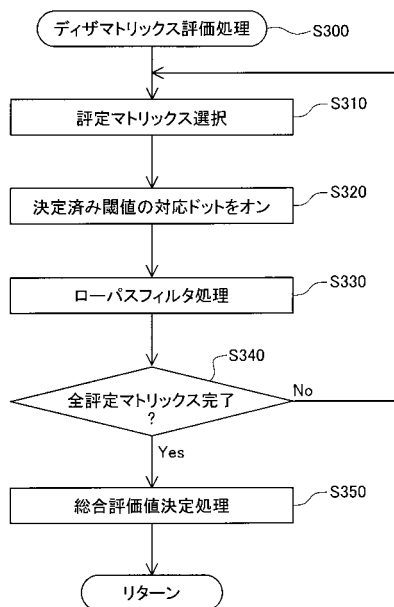 ディザマトリックス評価処理
S300
評定マトリックス選択
S310
決定済み閾値の対応ドットをオン
S320
ローパスフィルタ処理
S330
S340
全評定マトリックス完了
?
No
Yes
総合評価値決定処理
S350
リターン